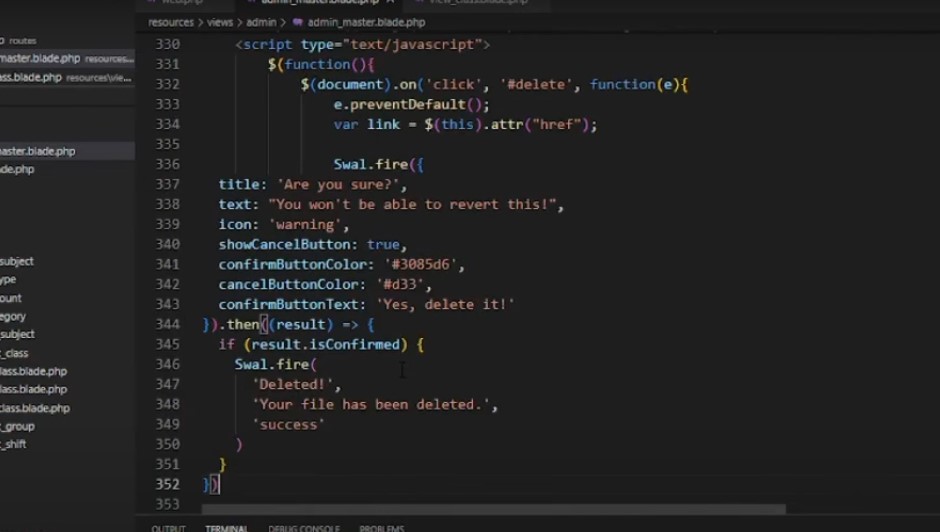 web.php admin_master.blade.php view_class.blade.php
resources > views > admin > admin_master.blade.php
routes
master.blade.php resources...
ass.blade.php resources\vie...
aster.blade.php
de.php
subject
ype
ount
egory
subject
t_class
lass.blade.php
lass.blade.php
class.blade.php
t_group
t_shift
330 <script type="text/javascript">
331 $(function(){
332 $(document).on('click', '#delete', function(e){
333 e.preventDefault();
334 var link = $(this).attr("href");
335
336 Swal.fire({
337 title: 'Are you sure?',
338 text: "You won't be able to revert this!",
339 icon: 'warning',
340 showCancelButton: true,
341 confirmButtonColor: '#3085d6',
342 cancelButtonColor: '#d33',
343 confirmButtonText: 'Yes, delete it!'
344 }).then((result) => {
345 if (result.isConfirmed) {
346 Swal.fire(
347 'Deleted!',
348 'Your file has been deleted.',
349 'success'
350 )
351 }
352 })
353
OUTPUT TERMINAL DEBUG CONSOLE PROBLEMS